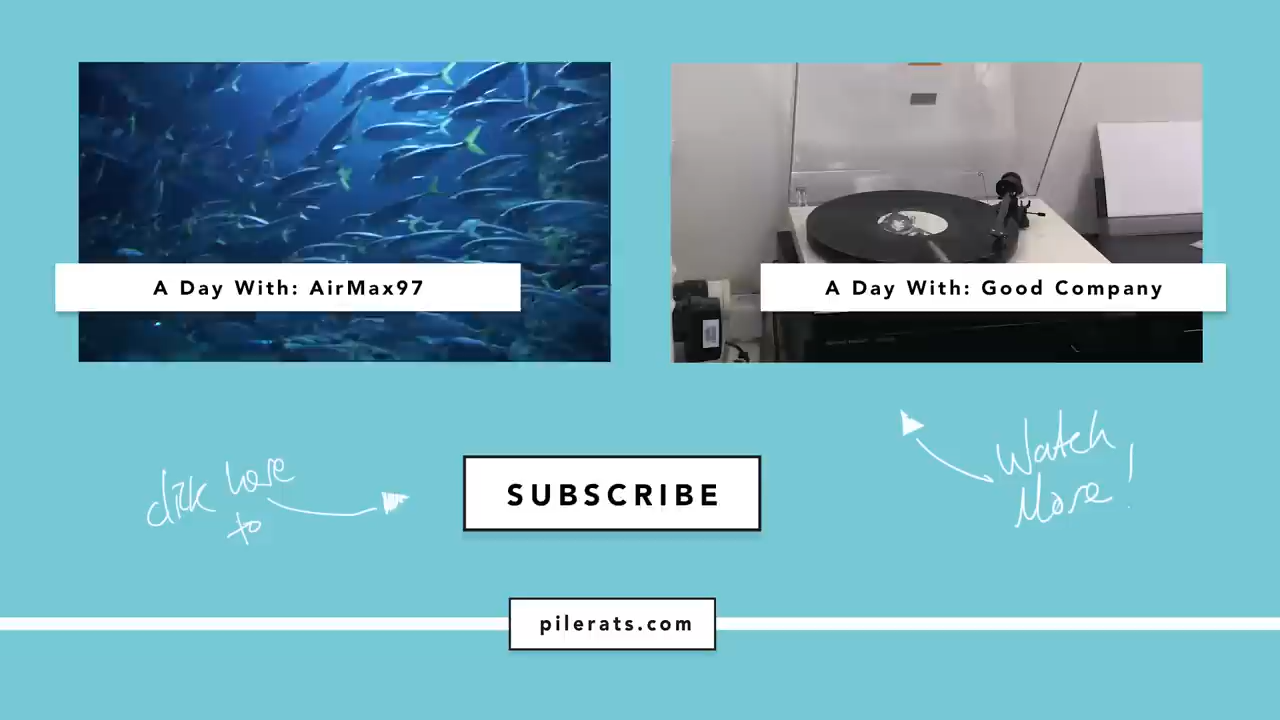 A Day With: AirMax97
A Day With: Good Company
click here
to
SUBSCRIBE
Watch
More!
pilerats.com